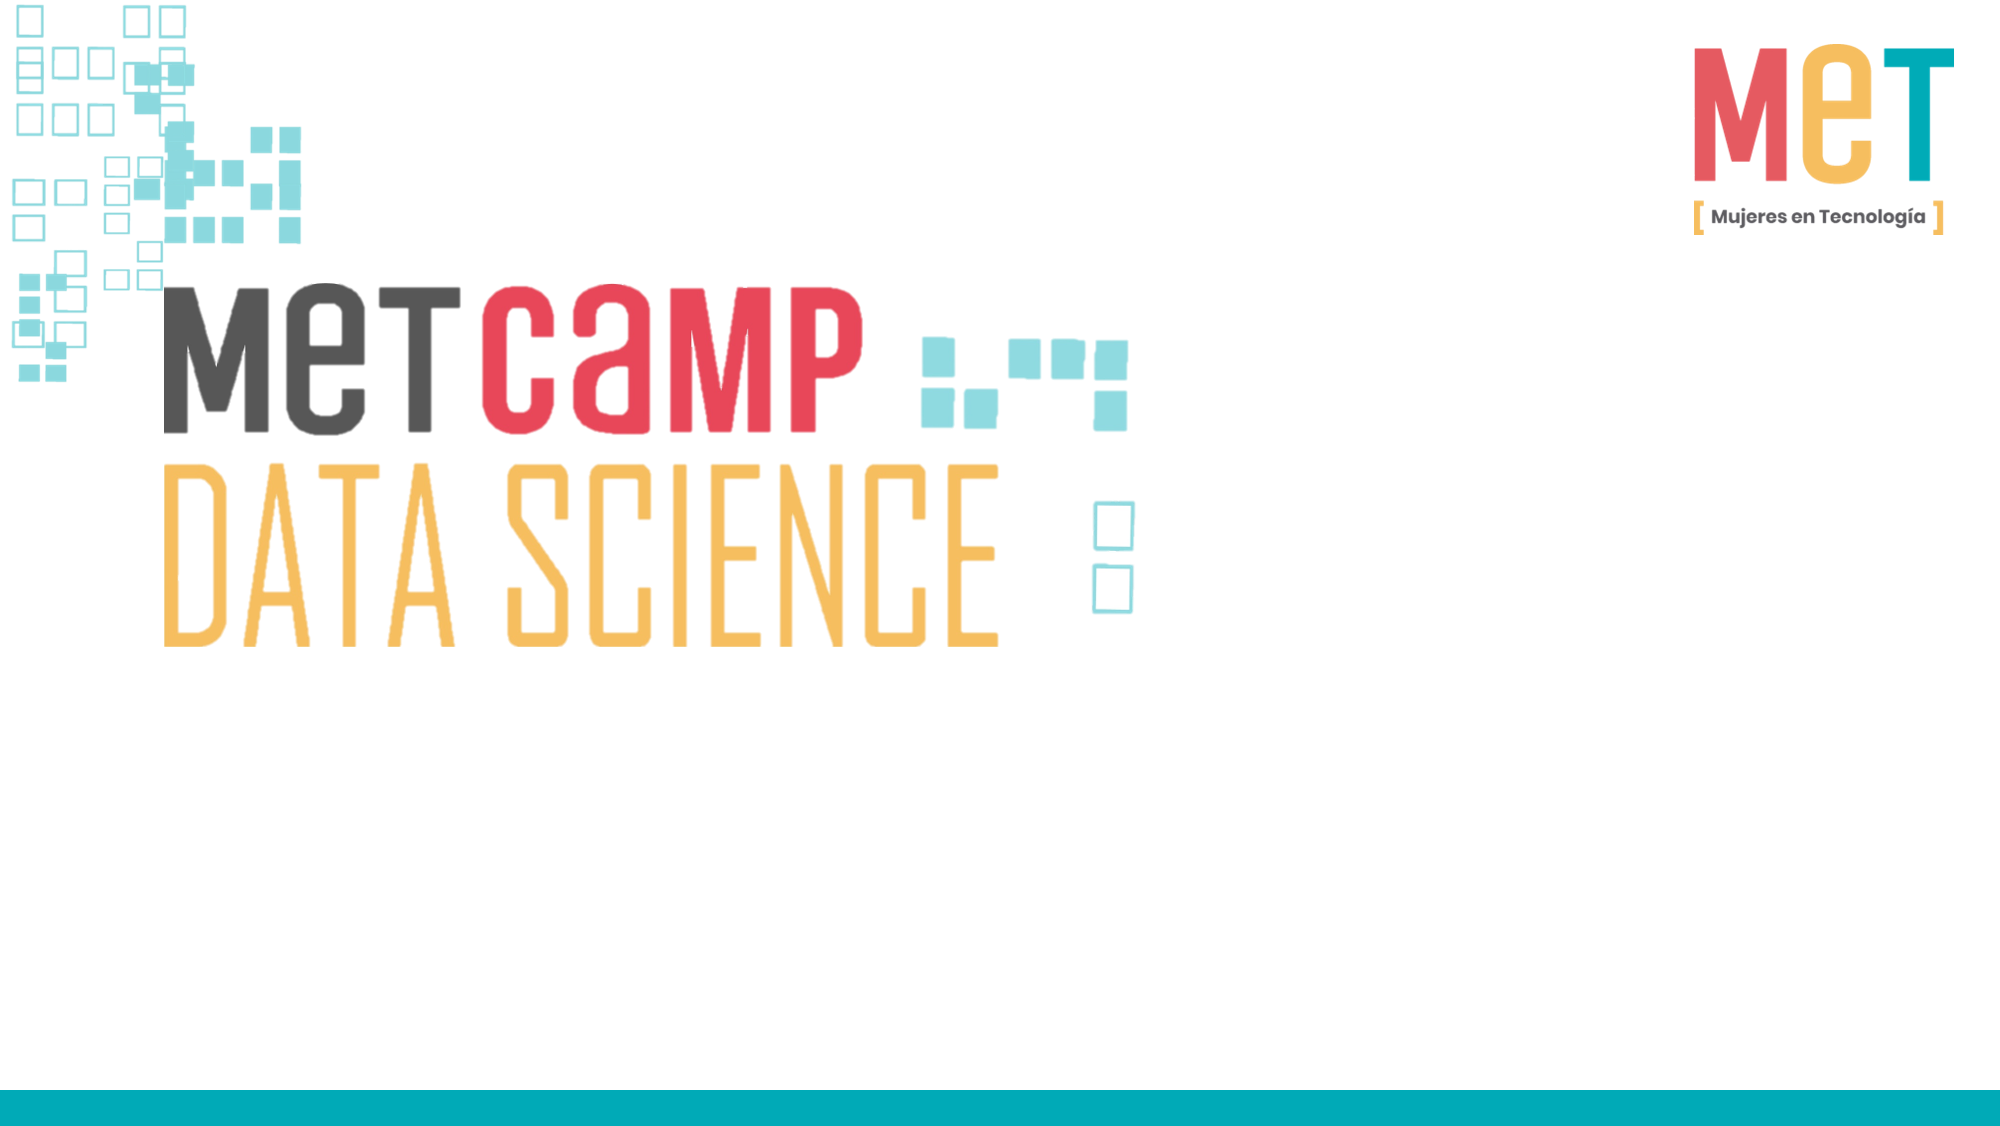 MeT
[ Mujeres en Tecnología ]
MeTCaMP
DATA SCIENCE